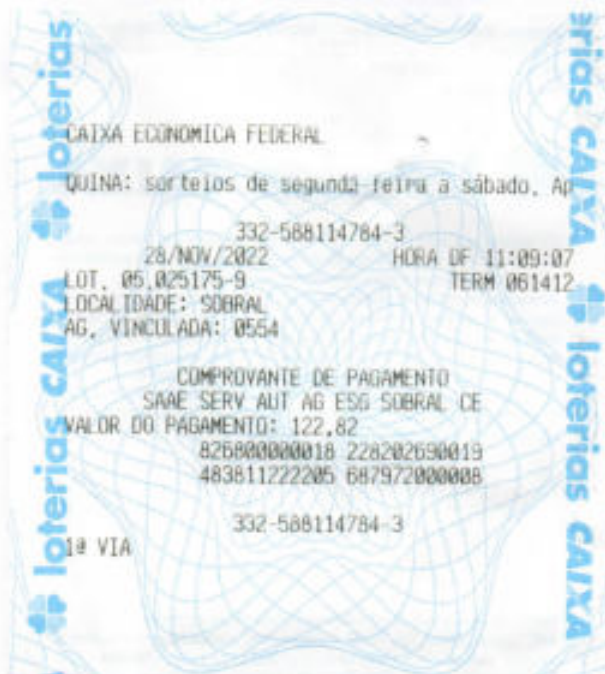 CAIXA ECONOMICA FEDERAL
QUINA: sorteios de segunda feira a sábado. Ap
332-588114784-3
28/NOV/2022 HORA DF 11:09:07
LOT. 05.025175-9 TERM 061412
LOCALIDADE: SOBRAL
AG. VINCULADA: 0554
COMPROVANTE DE PAGAMENTO
SAAE SERV AUT AG ESG SOBRAL CE
VALOR DO PAGAMENTO: 122,82
826800000018 228202690019
483811222205 687972000008
332-588114784-3
1ª VIA
loterias
loterias CAIXA
erias CAIXA
loterias CAIXA